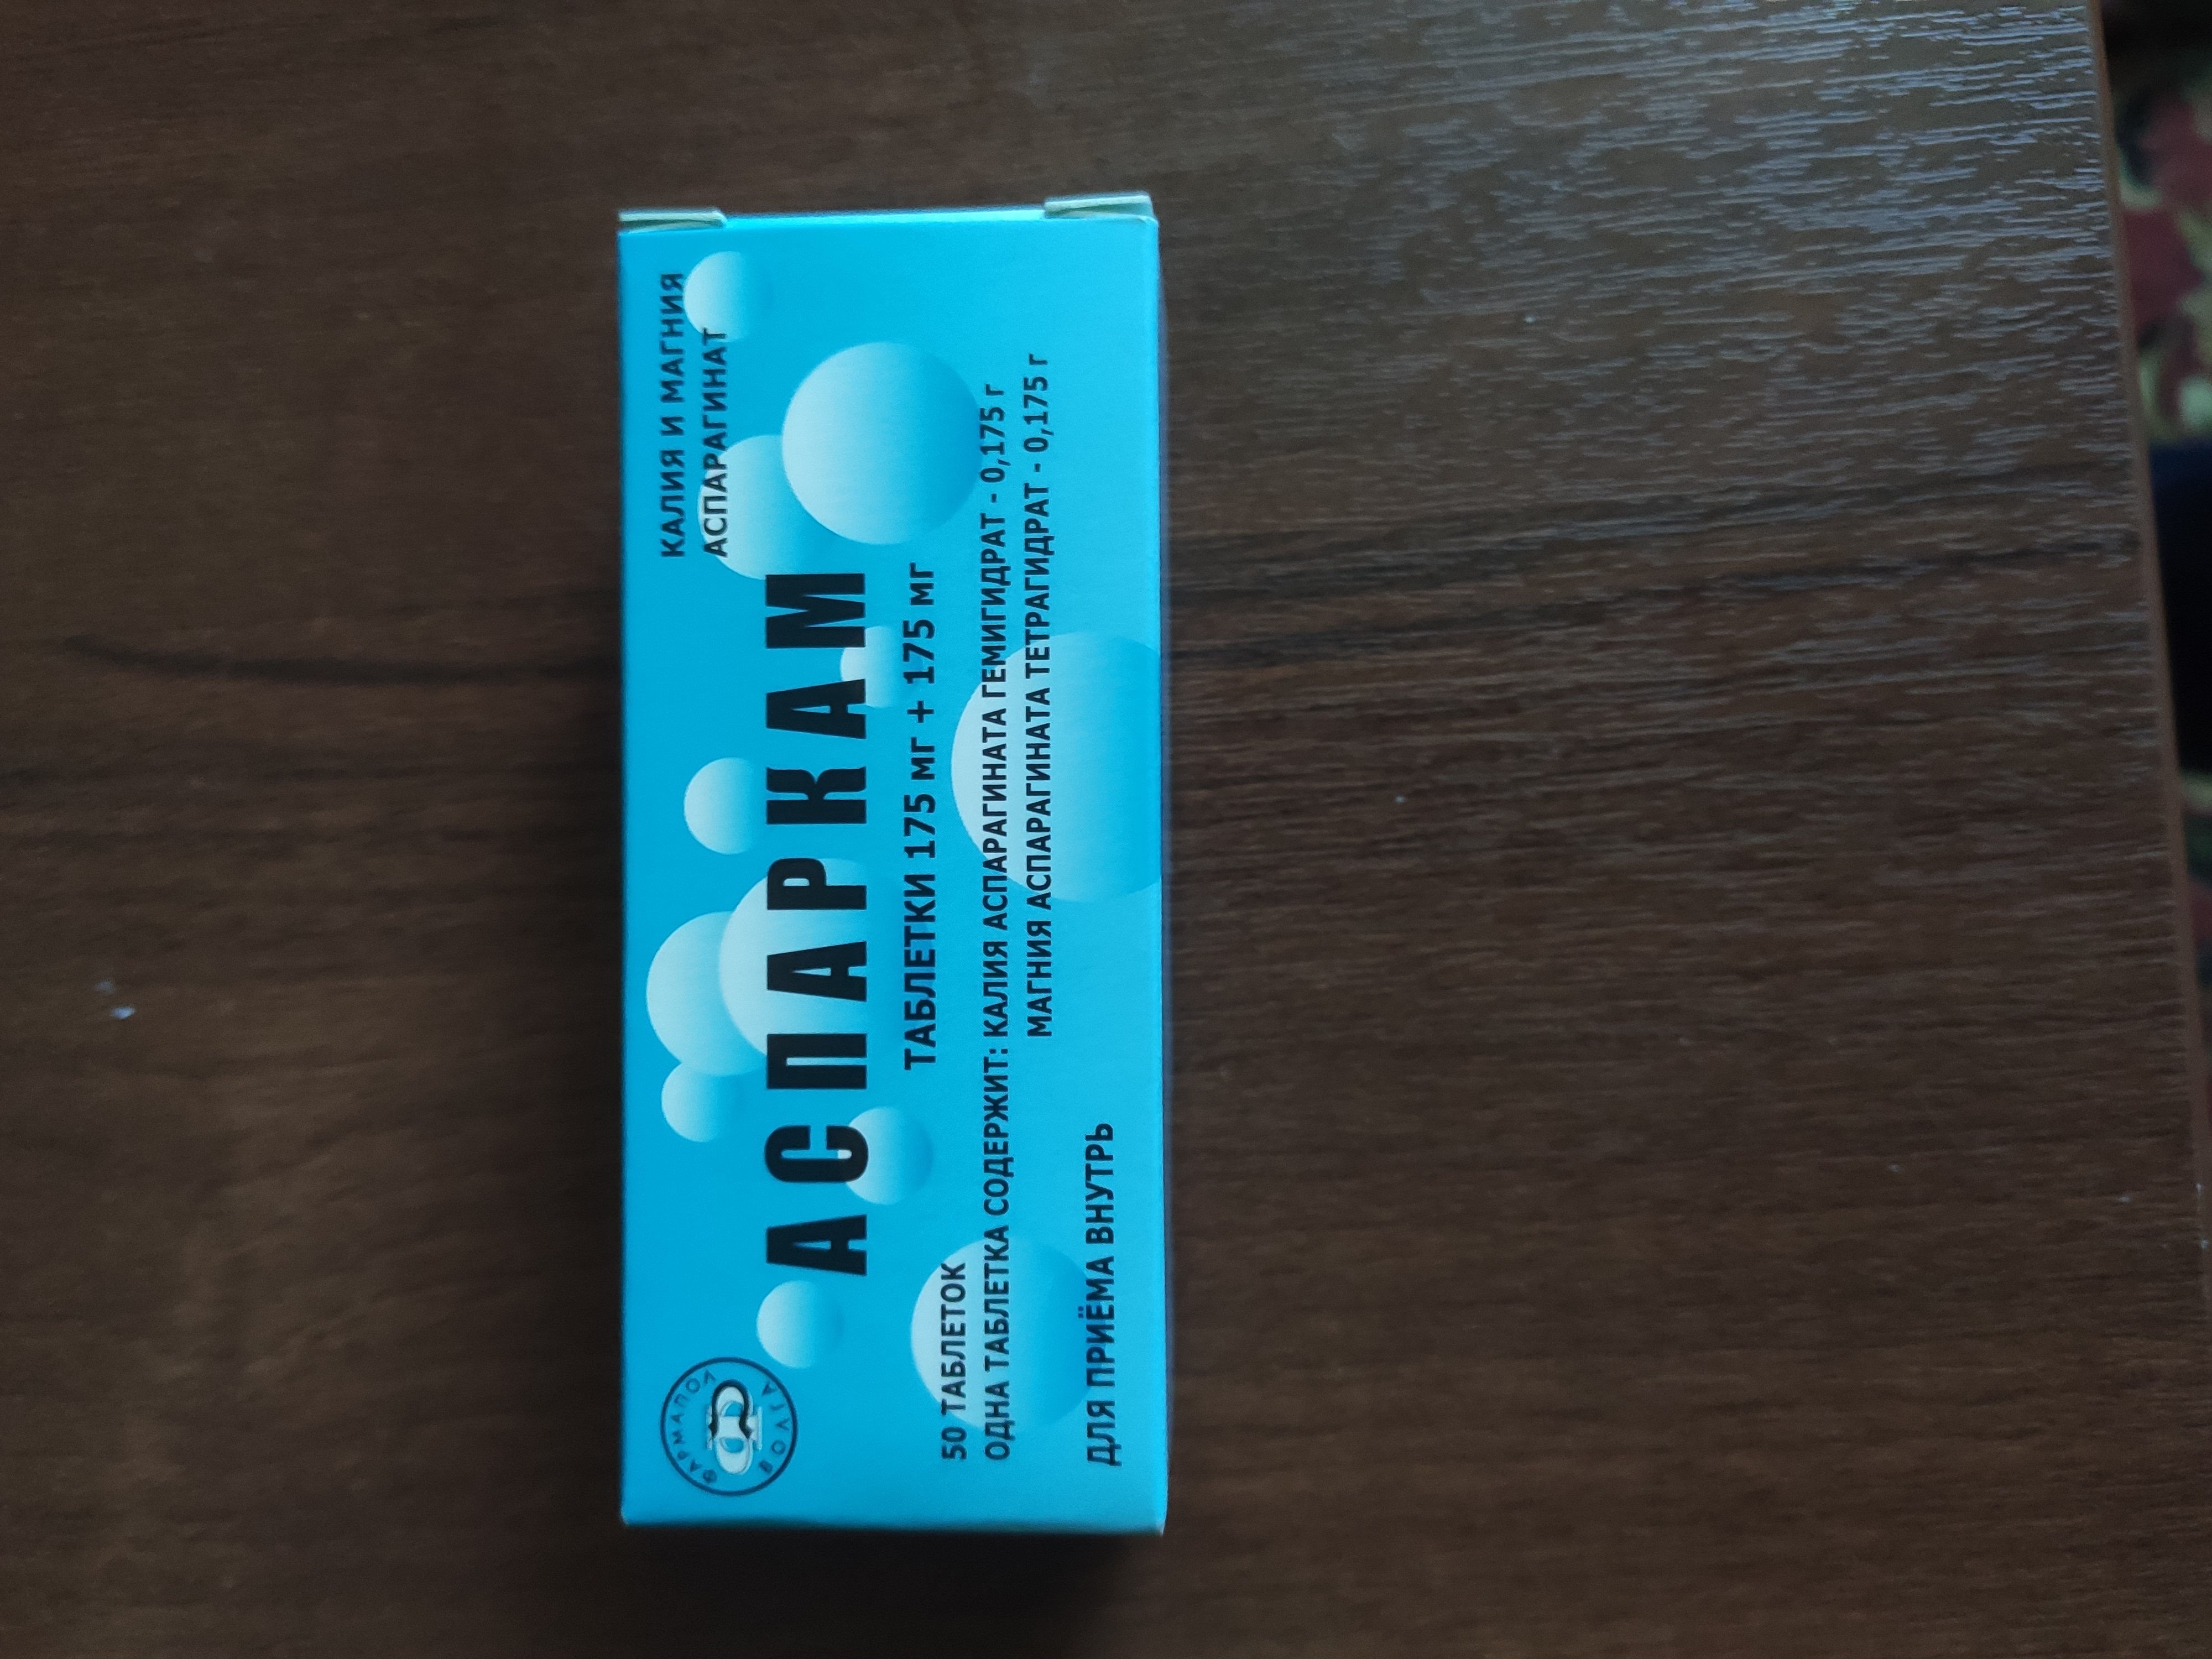 ФАРМАПОЛ
ВОЛГА
КАЛИЯ И МАГНИЯ
АСПАРАГИНАТ
АСПАРКАМ
ТАБЛЕТКИ 175 мг + 175 мг
50 ТАБЛЕТОК
ОДНА ТАБЛЕТКА СОДЕРЖИТ: КАЛИЯ АСПАРАГИНАТА ГЕМИГИДРАТ - 0,175 г
МАГНИЯ АСПАРАГИНАТА ТЕТРАГИДРАТ - 0,175 г
ДЛЯ ПРИЁМА ВНУТРЬ